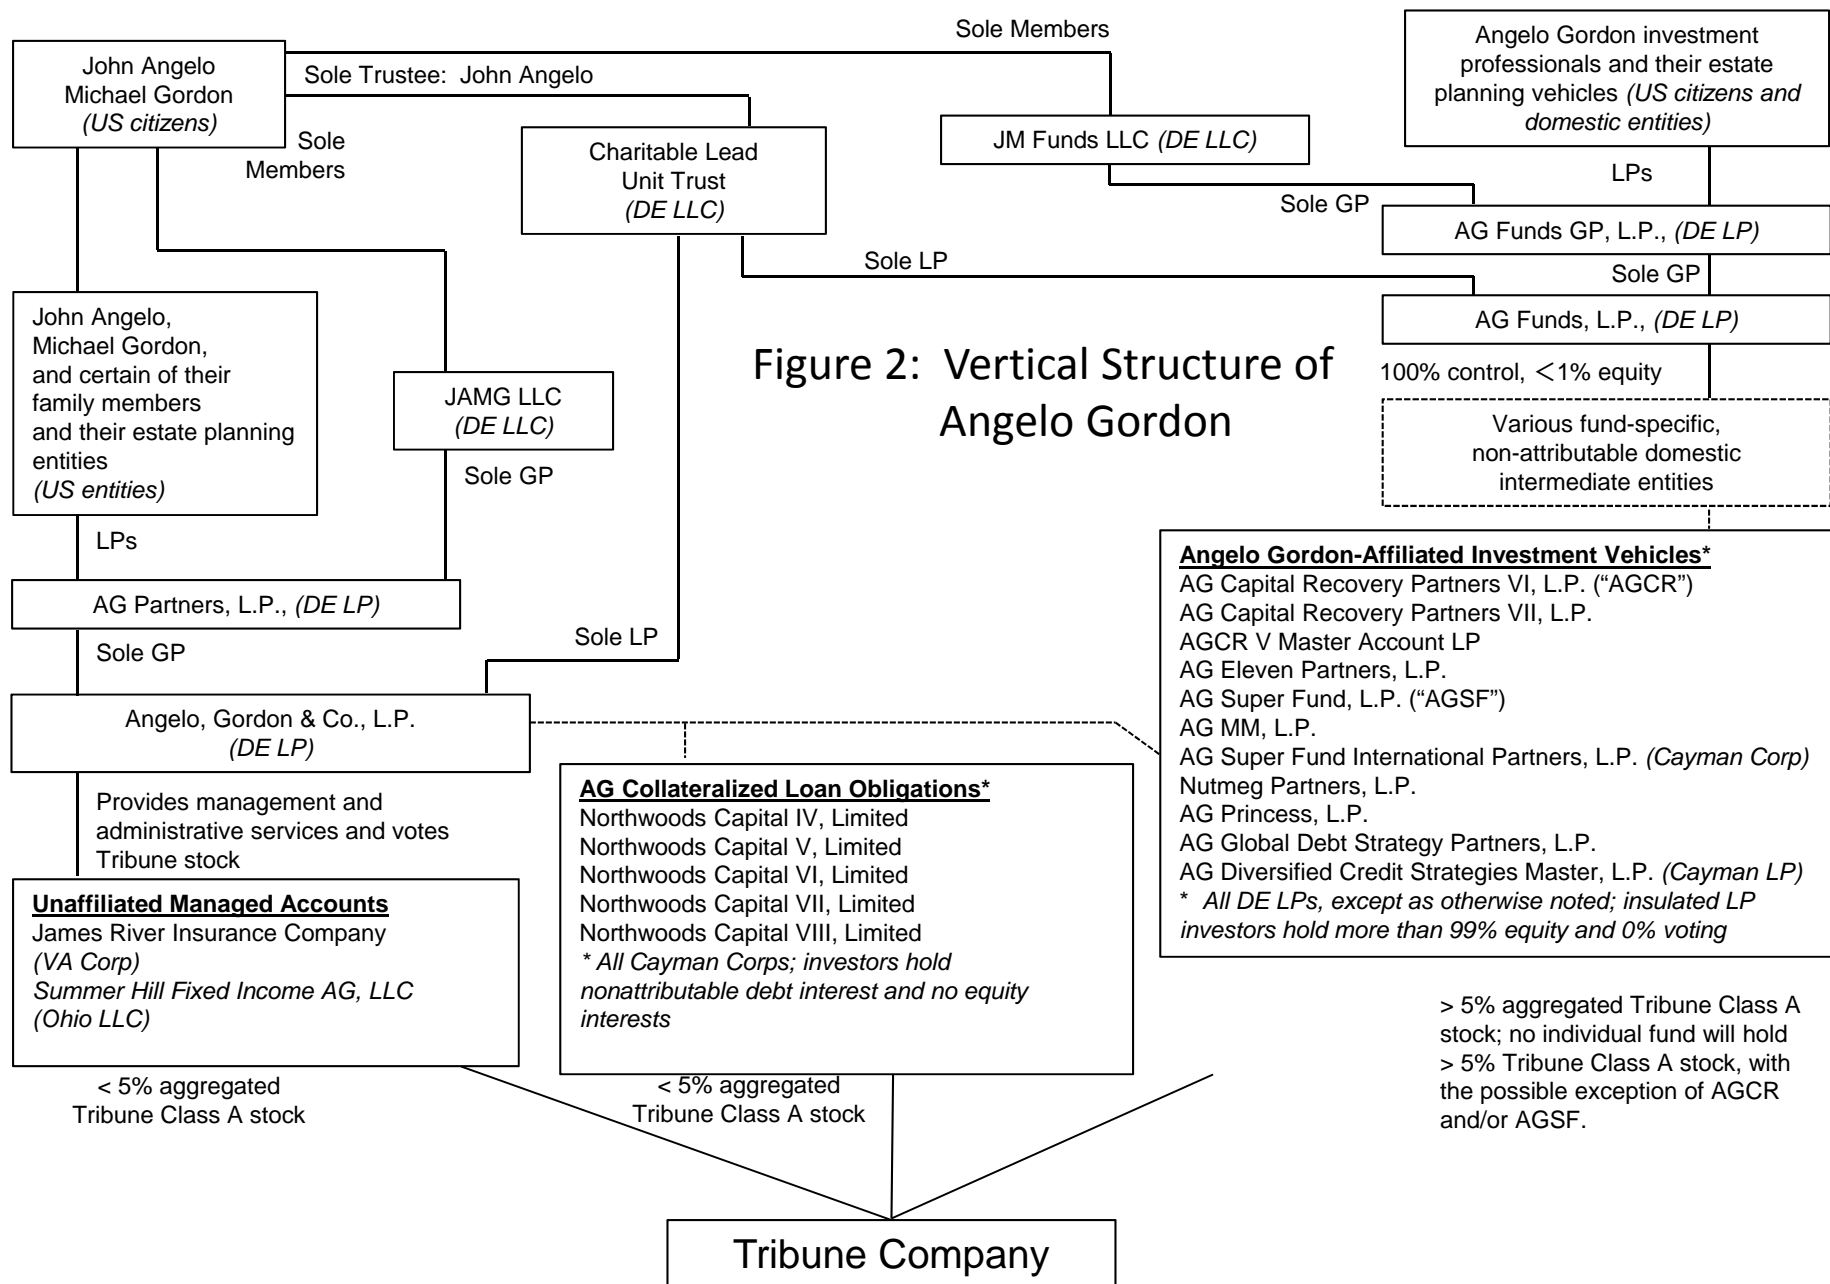 Sole Members
John Angelo
Michael Gordon
(US citizens)
Sole Trustee:  John Angelo
Angelo Gordon investment
professionals and their estate
planning vehicles (US citizens and
domestic entities)
Sole
Members
Charitable Lead
Unit Trust
(DE LLC)
JM Funds LLC (DE LLC)
LPs
Sole GP
AG Funds GP, L.P., (DE LP)
Sole LP
Sole GP
AG Funds, L.P., (DE LP)
John Angelo,
Michael Gordon,
and certain of their
family members
and their estate planning
entities
(US entities)
JAMG LLC
(DE LLC)
Figure 2:  Vertical Structure of
Angelo Gordon
100% control, <1% equity
Various fund-specific,
non-attributable domestic
intermediate entities
Sole GP
LPs
AG Partners, L.P., (DE LP)
Sole GP
Sole LP
Angelo, Gordon & Co., L.P.
(DE LP)
Provides management and
administrative services and votes
Tribune stock
Unaffiliated Managed Accounts
James River Insurance Company
(VA Corp)
Summer Hill Fixed Income AG, LLC
(Ohio LLC)
< 5% aggregated
Tribune Class A stock
AG Collateralized Loan Obligations*
Northwoods Capital IV, Limited
Northwoods Capital V, Limited
Northwoods Capital VI, Limited
Northwoods Capital VII, Limited
Northwoods Capital VIII, Limited
* All Cayman Corps; investors hold
nonattributable debt interest and no equity
interests
< 5% aggregated
Tribune Class A stock
Angelo Gordon-Affiliated Investment Vehicles*
AG Capital Recovery Partners VI, L.P. (“AGCR”)
AG Capital Recovery Partners VII, L.P.
AGCR V Master Account LP
AG Eleven Partners, L.P.
AG Super Fund, L.P. (“AGSF”)
AG MM, L.P.
AG Super Fund International Partners, L.P. (Cayman Corp)
Nutmeg Partners, L.P.
AG Princess, L.P.
AG Global Debt Strategy Partners, L.P.
AG Diversified Credit Strategies Master, L.P. (Cayman LP)
*  All DE LPs, except as otherwise noted; insulated LP
investors hold more than 99% equity and 0% voting
> 5% aggregated Tribune Class A
stock; no individual fund will hold
> 5% Tribune Class A stock, with
the possible exception of AGCR
and/or AGSF.
Tribune Company